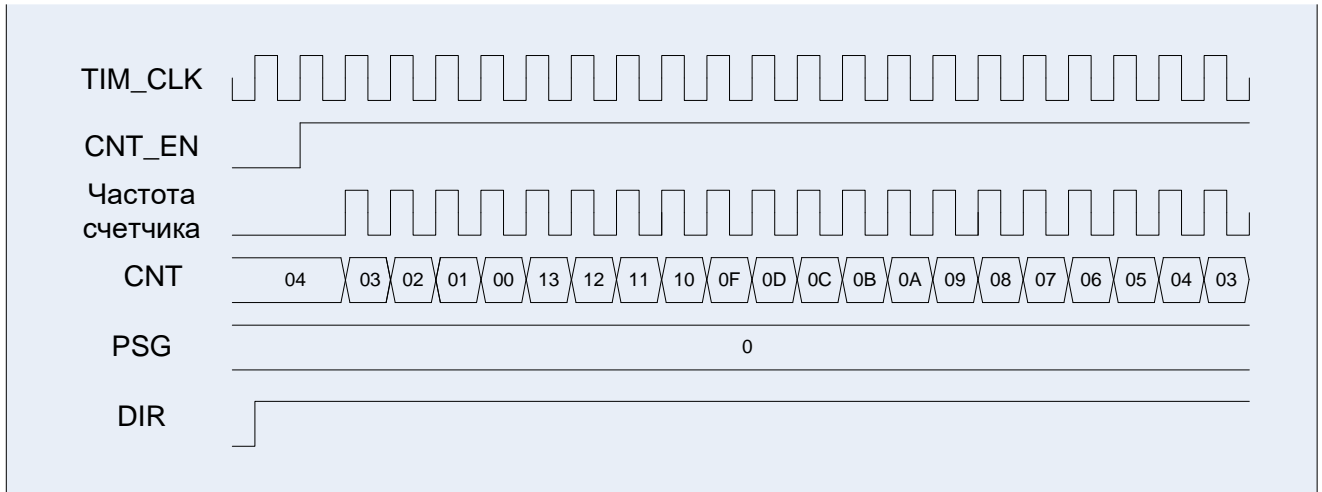 TIM_CLK
CNT_EN
Частота
счетчика
CNT 04 03 02 01 00 13 12 11 10 0F 0D 0C 0B 0A 09 08 07 06 05 04 03
PSG 0
DIR